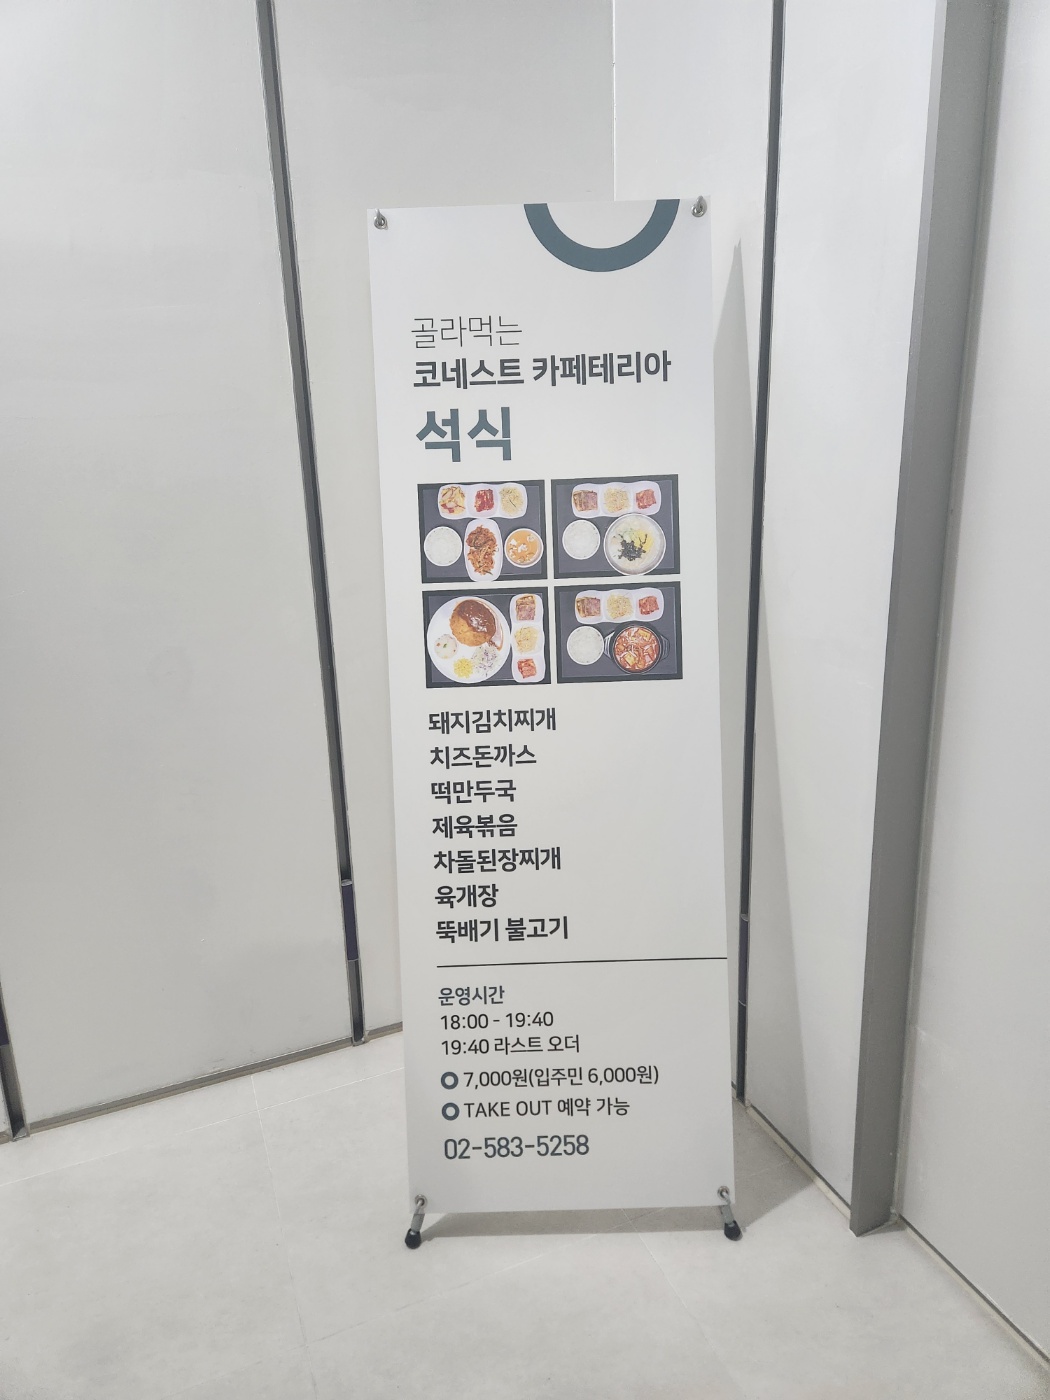 골라먹는
코네스트 카페테리아
석식
돼지김치찌개
치즈돈까스
떡만두국
제육볶음
차돌된장찌개
육개장
뚝배기 불고기
운영시간
18:00 - 19:40
19:40 라스트 오더
7,000원(입주민 6,000원)
TAKE OUT 예약 가능
02-583-5258